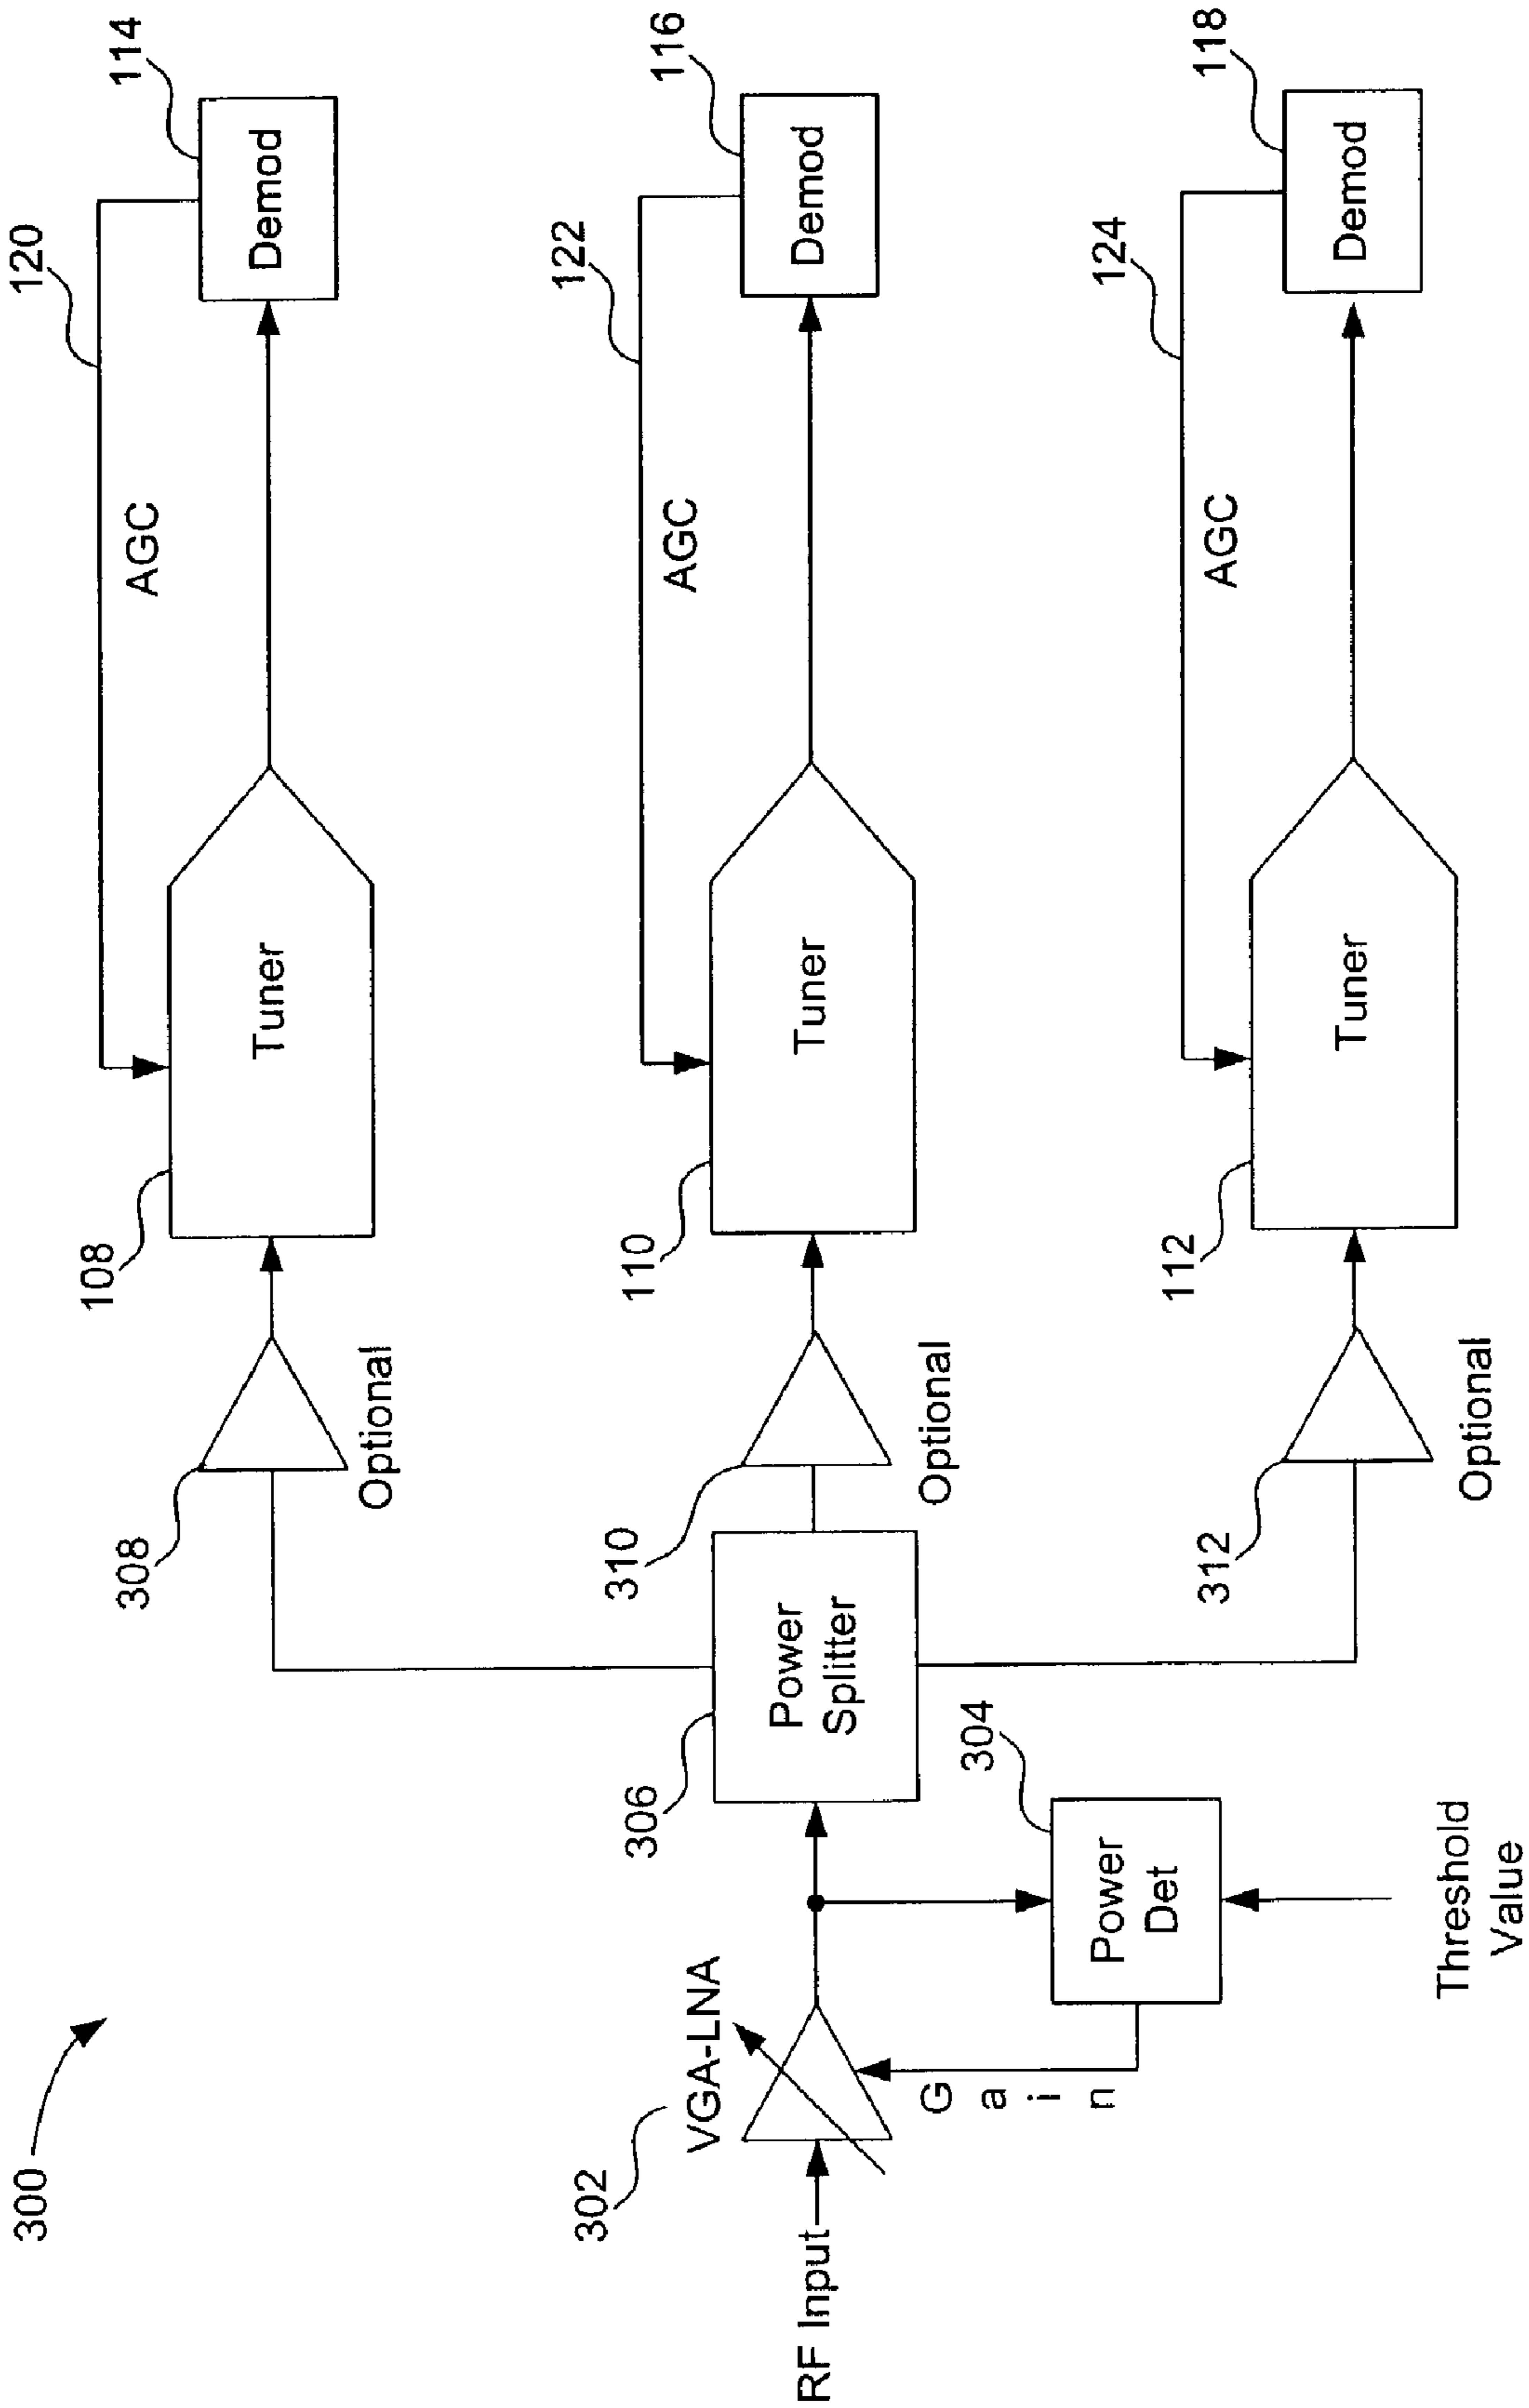 300
120
114
AGC
Demod
108
Tuner
308
Optional
122
116
AGC
Demod
110
Tuner
310
Optional
306
Power
Splitter
302
VGA-LNA
RF Input
Gain
304
Power
Det
Threshold
Value
124
118
AGC
Demod
112
Tuner
312
Optional